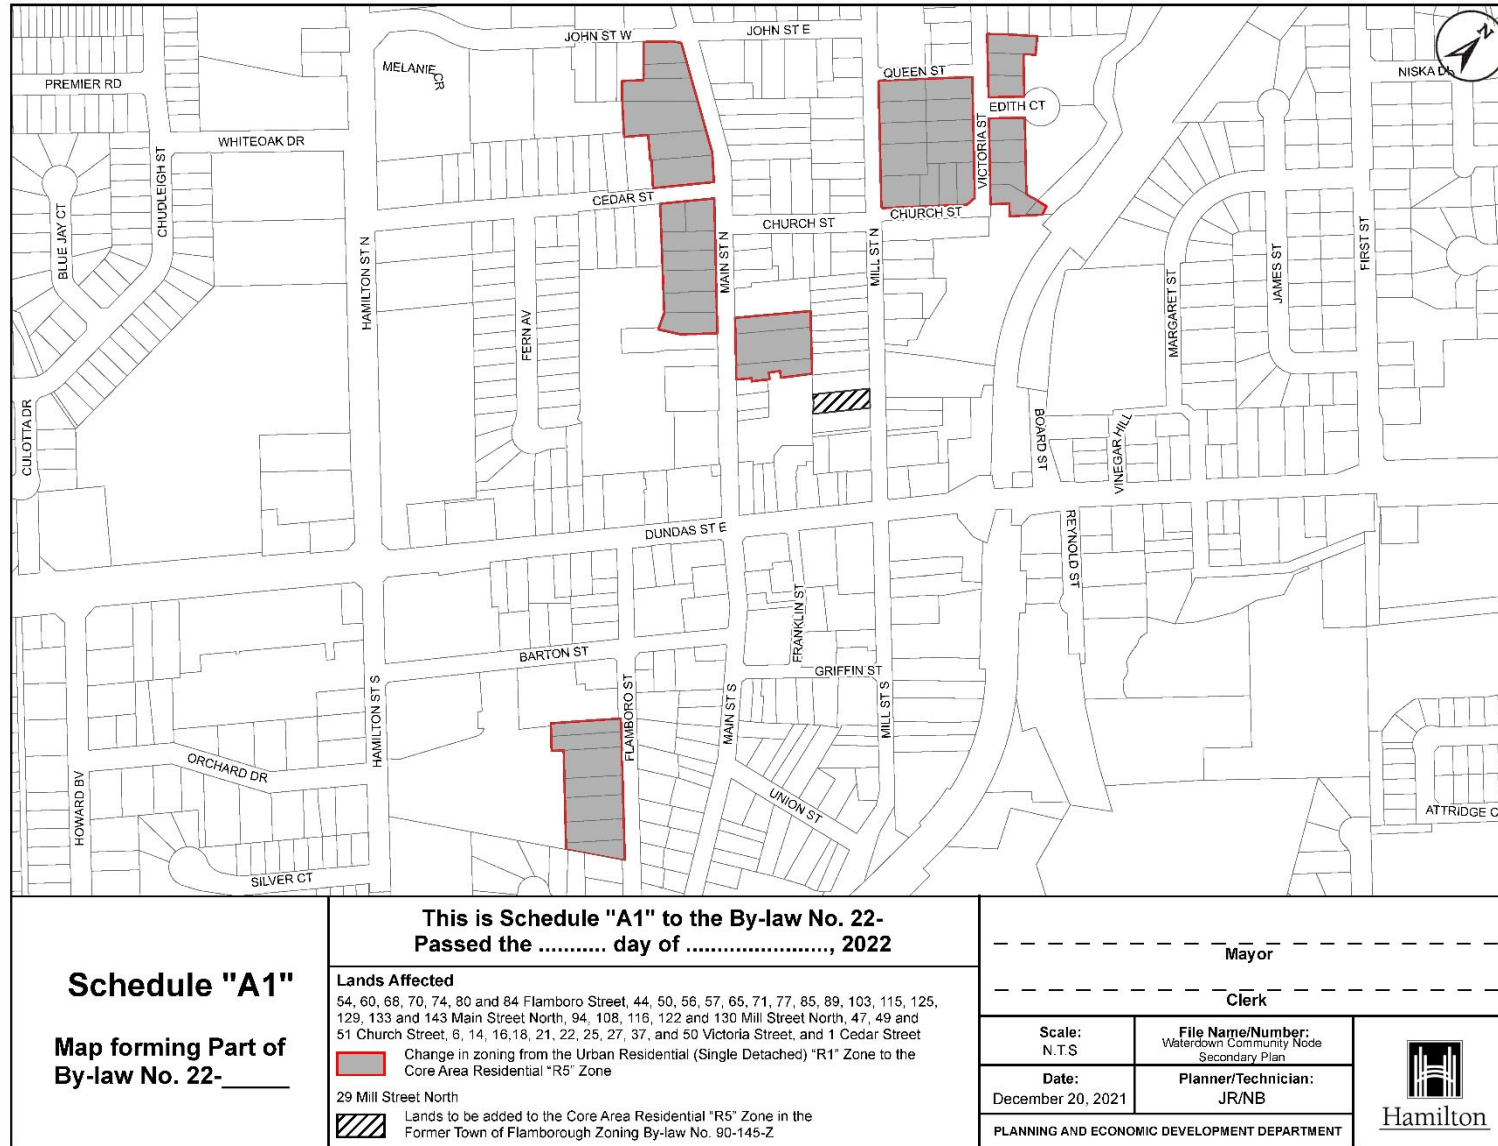 JOHN ST W
JOHN ST E
MELANIE CR
PREMIER RD
QUEEN ST
NISKA D
N
EDITH CT
WHITEOAK DR
CHUDLEIGH ST
VICTORIA ST
CEDAR ST
CHURCH ST
CHURCH ST
BLUE JAY CT
HAMILTON ST N
FERN AV
MAIN ST N
MILL ST N
MARGARET ST
JAMES ST
FIRST ST
CULOTTA DR
BOARD ST
VINEGAR HILL
DUNDAS ST E
REYNOLD ST
FRANKLIN ST
BARTON ST
GRIFFIN ST
HAMILTON ST S
FLAMBORO ST
MAIN ST S
MILL ST S
ORCHARD DR
HOWARD BV
UNION ST
ATTRIDGE C
SILVER CT
Schedule "A1"
Map forming Part of
By-law No. 22-_____
This is Schedule "A1" to the By-law No. 22-
Passed the ........... day of ......................., 2022
Lands Affected
54, 60, 68, 70, 74, 80 and 84 Flamboro Street, 44, 50, 56, 57, 65, 71, 77, 85, 89, 103, 115, 125,
129, 133 and 143 Main Street North, 94, 108, 116, 122 and 130 Mill Street North, 47, 49 and
51 Church Street, 6, 14, 16,18, 21, 22, 25, 27, 37, and 50 Victoria Street, and 1 Cedar Street
Change in zoning from the Urban Residential (Single Detached) "R1" Zone to the
Core Area Residential "R5" Zone
29 Mill Street North
Lands to be added to the Core Area Residential "R5" Zone in the
Former Town of Flamborough Zoning By-law No. 90-145-Z
Mayor
Clerk
Scale:
N.T.S
File Name/Number:
Waterdown Community Node
Secondary Plan
Date:
December 20, 2021
Planner/Technician:
JR/NB
PLANNING AND ECONOMIC DEVELOPMENT DEPARTMENT
Hamilton